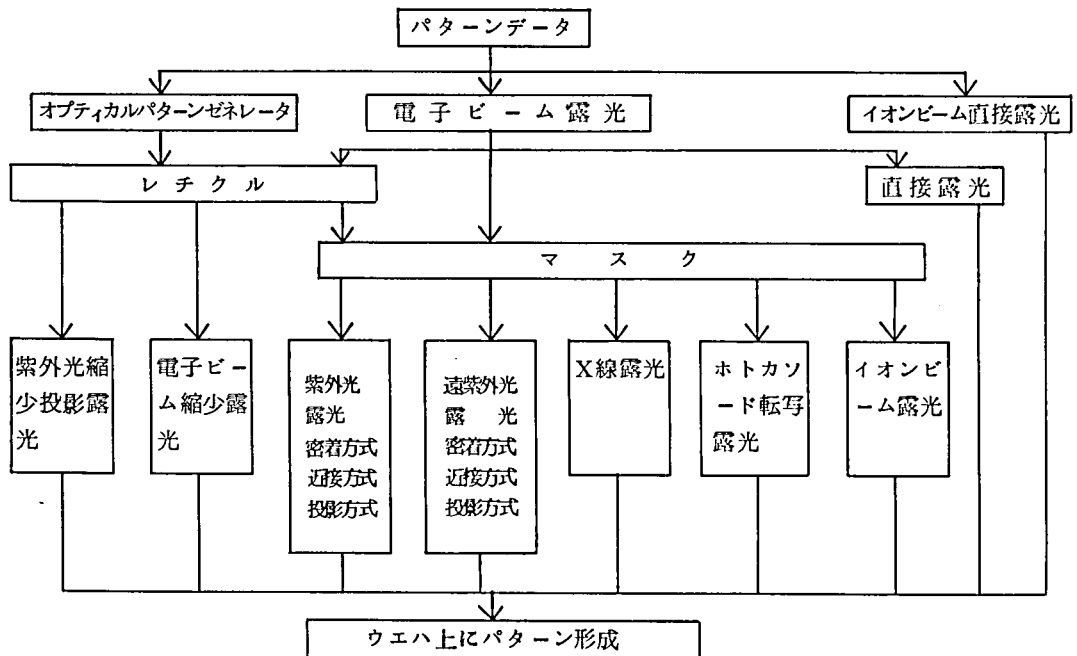 パターンデータ
オプティカルパターンゼネレータ
電子ビーム露光
イオンビーム直接露光
レチクル
直接露光
マスク
紫外光縮
少投影露
光
電子ビー
ム縮少露
光
紫外光
露光
密着方式
近接方式
投影方式
遠紫外光
露光
密着方式
近接方式
投影方式
X線露光
ホトカソ
ード転写
露光
イオンビ
ーム露光
ウエハ上にパターン形成